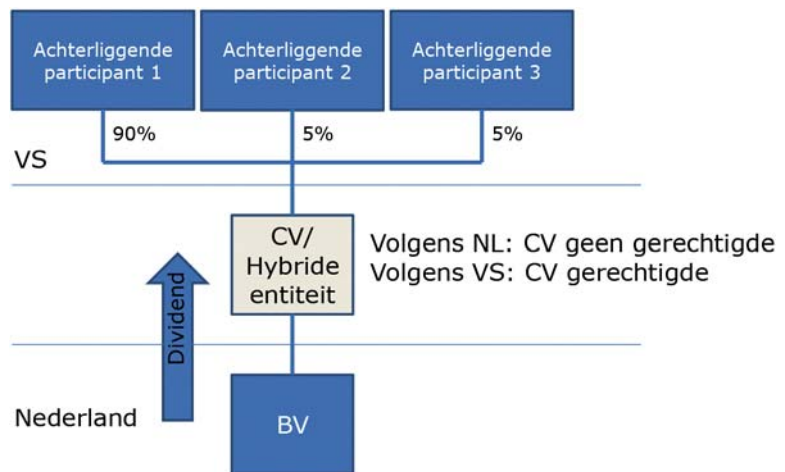 Achterliggende
participant 1
Achterliggende
participant 2
Achterliggende
participant 3
90%
5%
5%
VS
CV/
Hybride
entiteit
Volgens NL: CV geen gerechtigde
Volgens VS: CV gerechtigde
Dividend
Nederland
BV